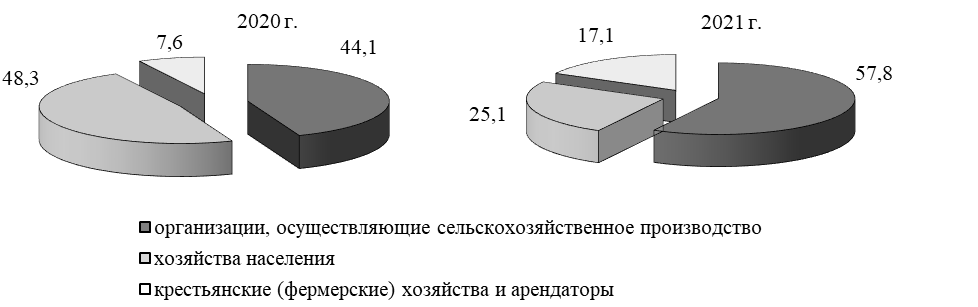 2020 г.
7,6
44,1
48,3
2021 г.
17,1
57,8
25,1
организации, осуществляющие сельскохозяйственное производство
хозяйства населения
крестьянские (фермерские) хозяйства и арендаторы